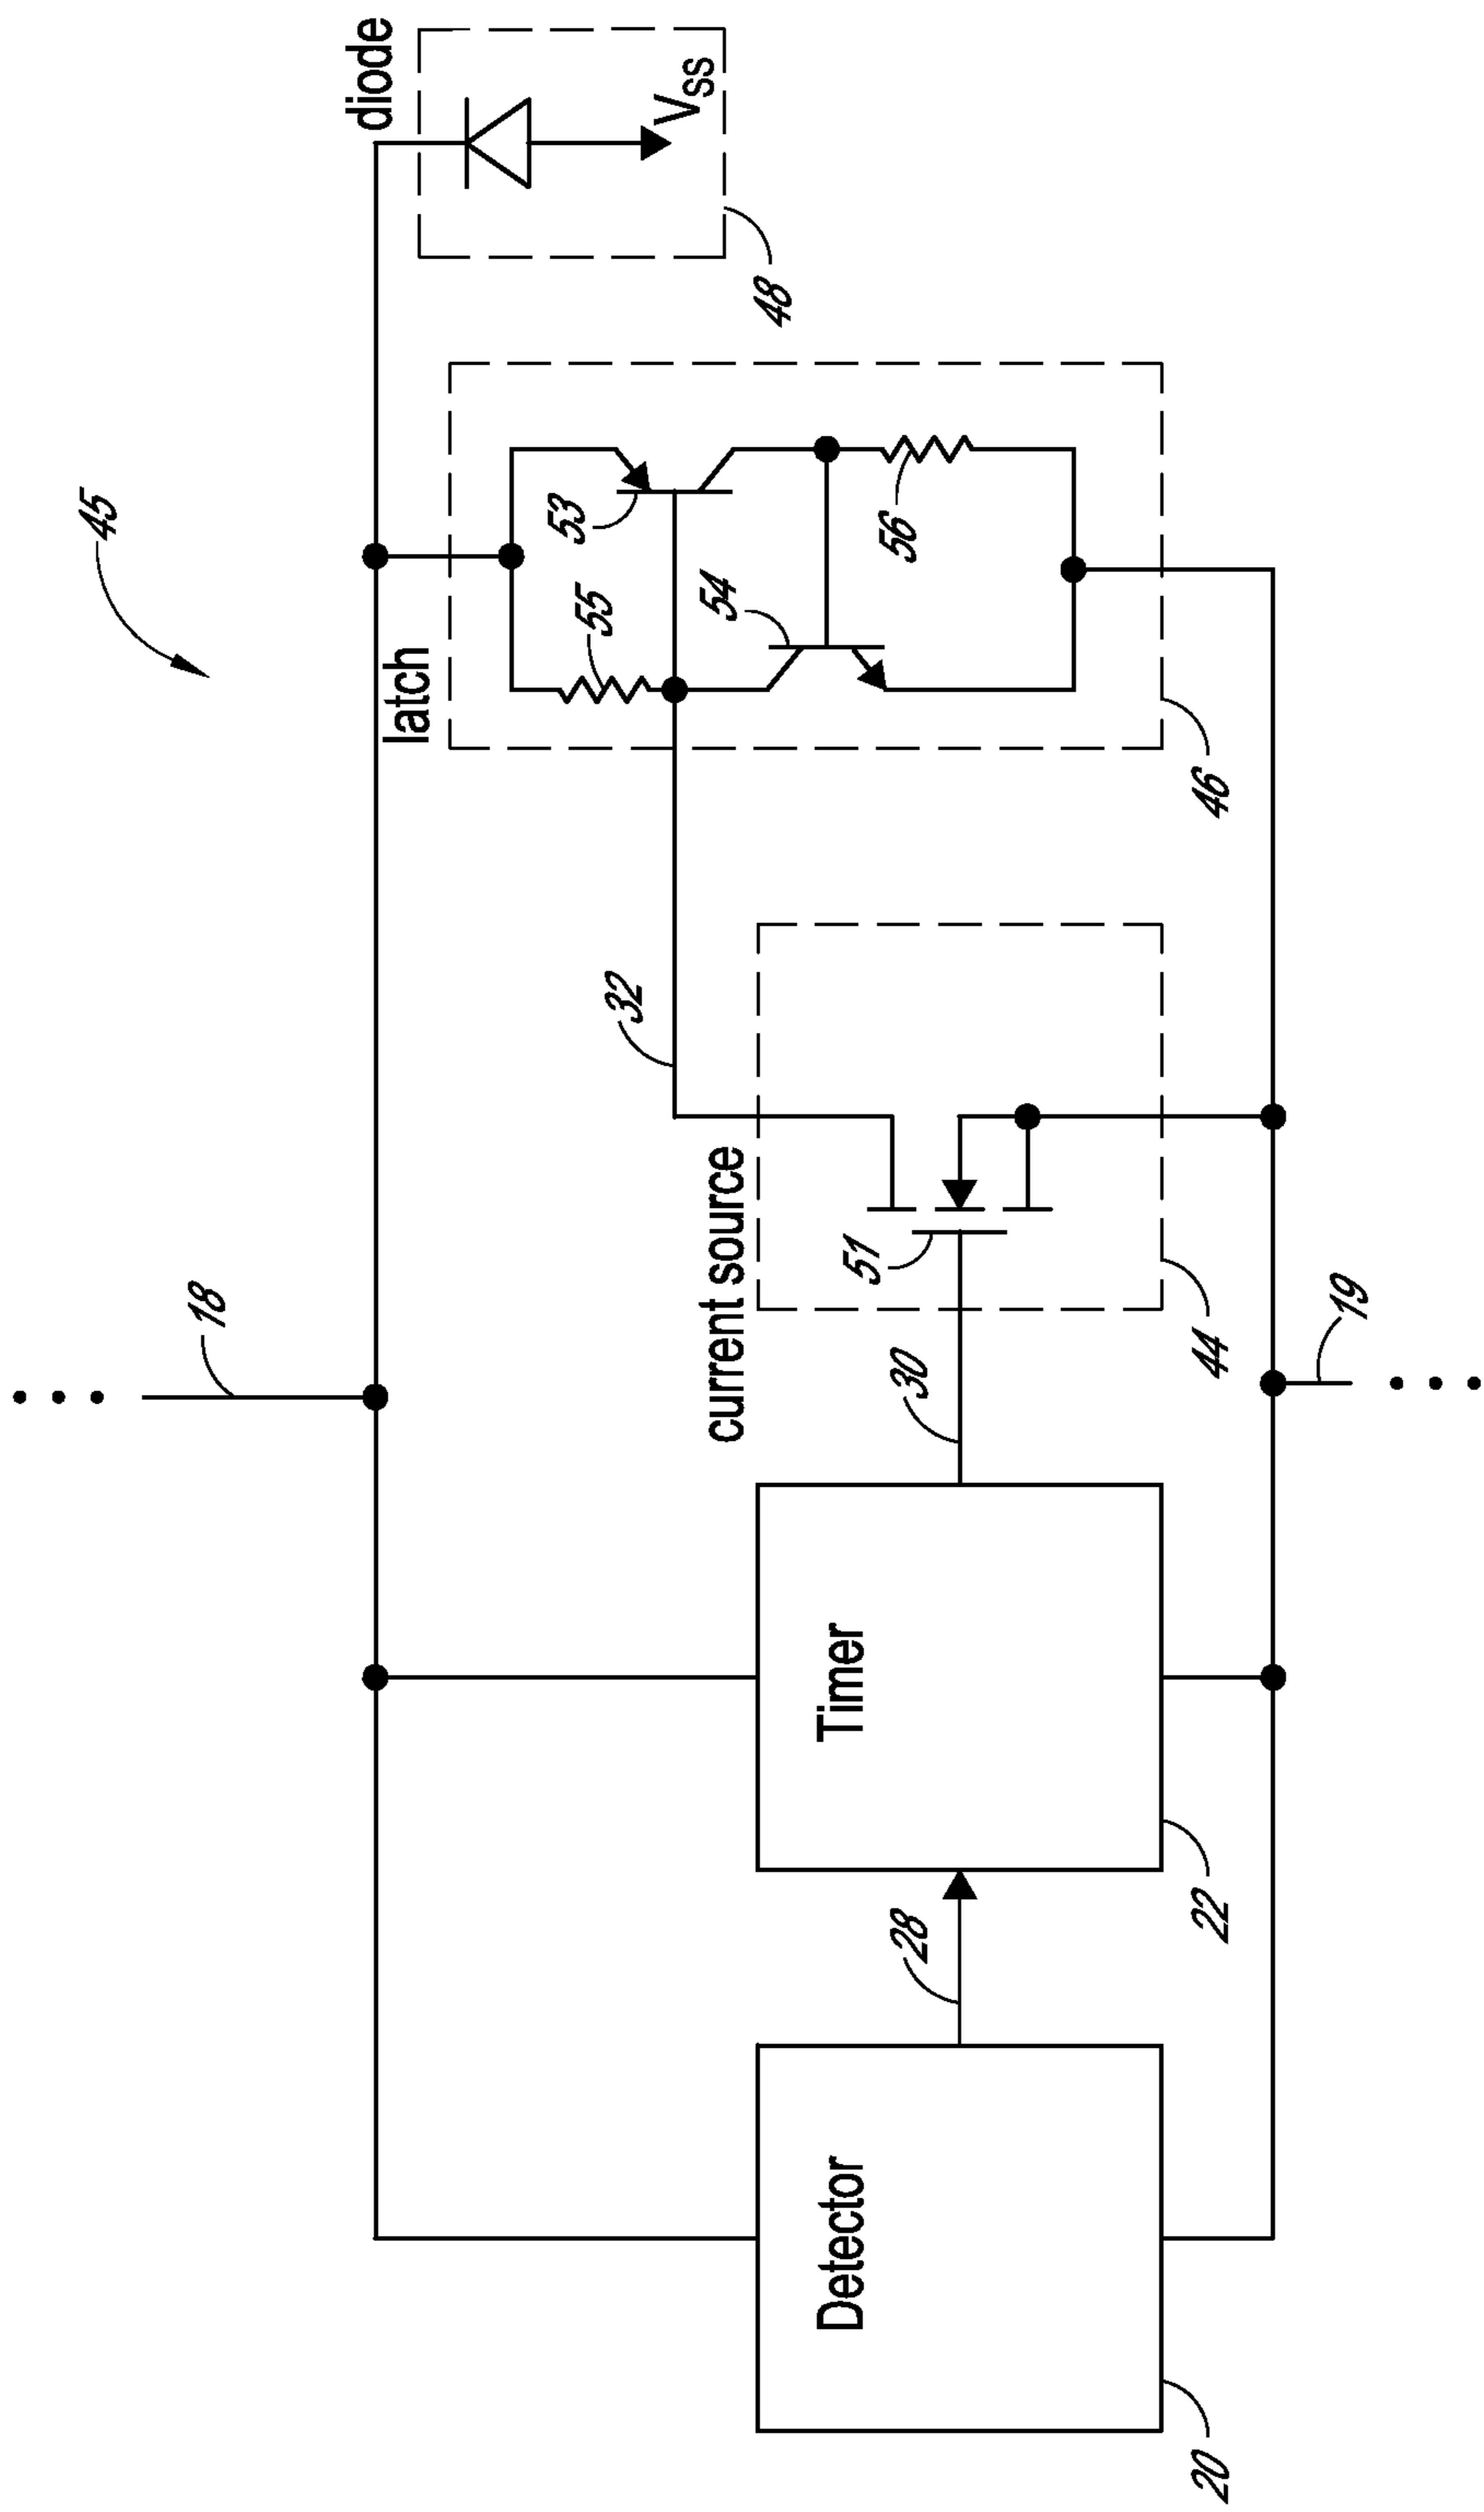 45
18
diode
latch
55
53
VSS
32
54
48
current source
56
51
Detector
28
Timer
30
20
22
44
46
19